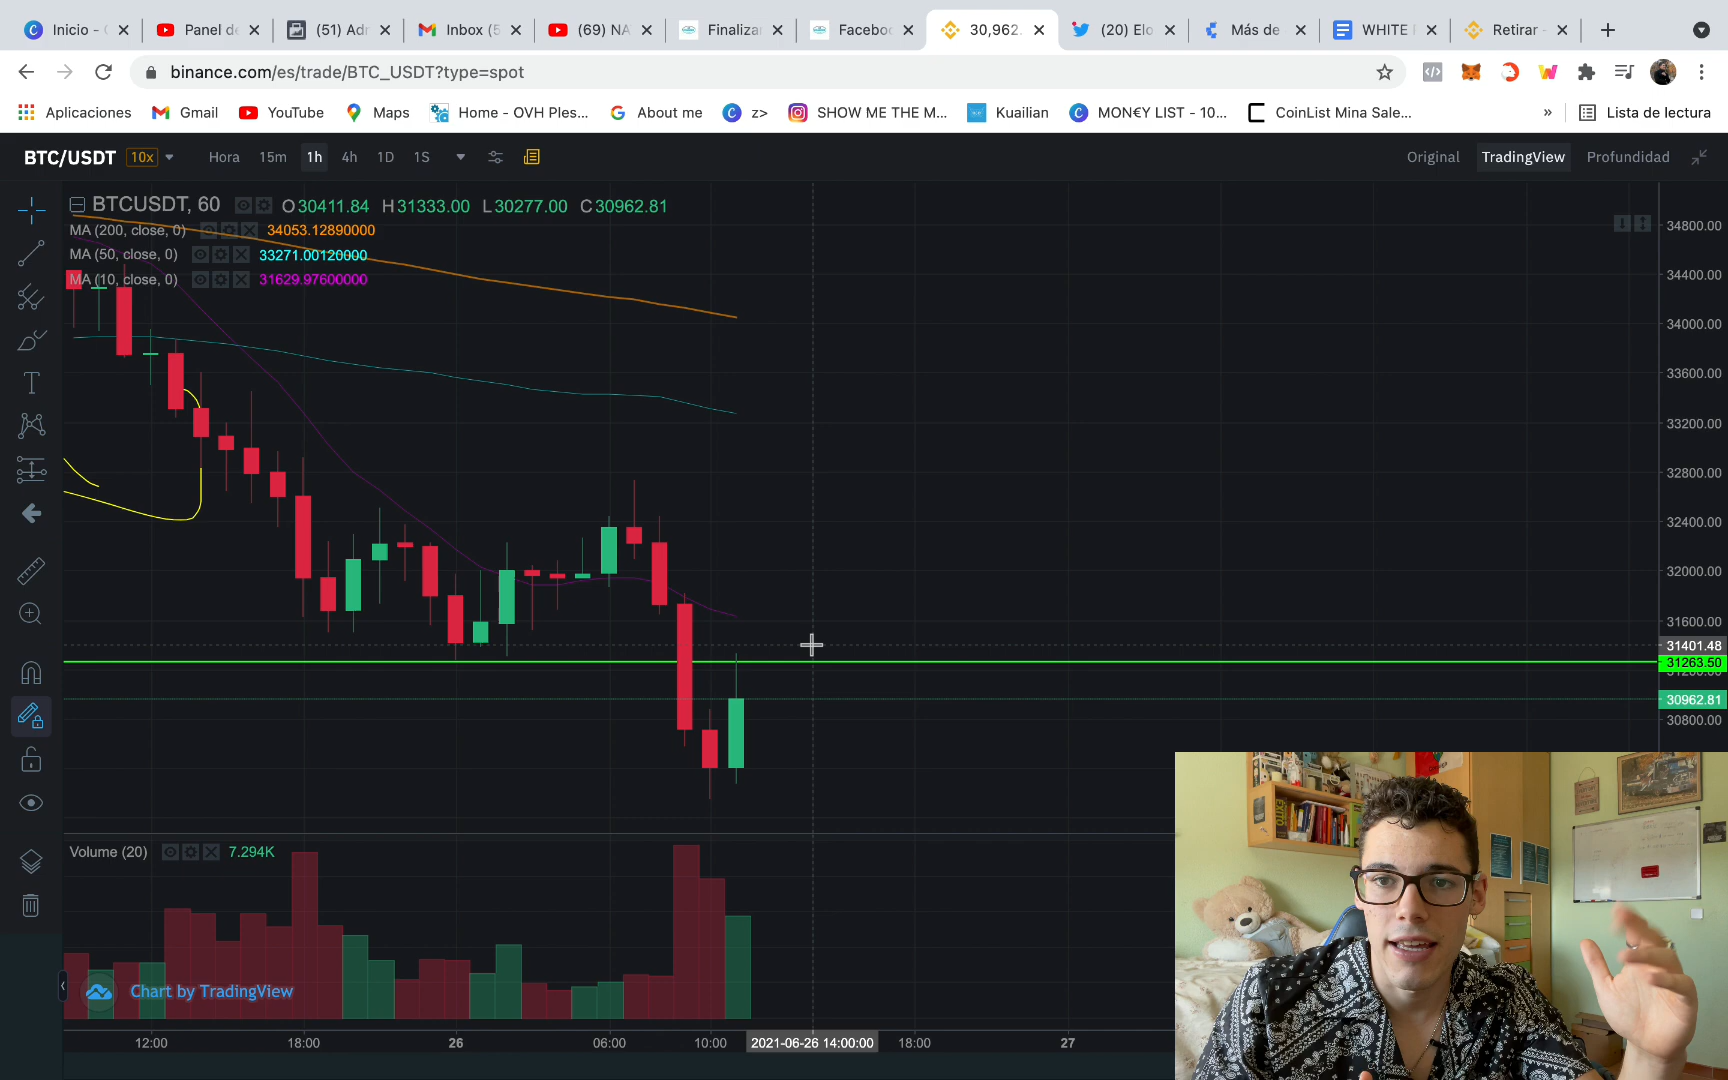 Inicio -
Panel de
(51) Adr
Inbox (5
(69) NA
Finaliza
Faceboo
30,962.
(20) Elo
Más de
WHITE
Retirar -
binance.com/es/trade/BTC_USDT?type=spot
Aplicaciones
Gmail
YouTube
Maps
Home - OVH Ples...
About me
z>
SHOW ME THE M...
Kuailian
MON€Y LIST - 10...
CoinList Mina Sale...
»
Lista de lectura
BTC/USDT 10x
Hora 15m 1h 4h 1D 1S
Original TradingView Profundidad
BTCUSDT, 60 O30411.84 H31333.00 L30277.00 C30962.81
MA (200, close, 0) 34053.12890000
MA (50, close, 0) 33271.00120000
MA (10, close, 0) 31629.97600000
34800.00
34400.00
34000.00
33600.00
33200.00
32800.00
32400.00
32000.00
31600.00
31401.48
31263.50
31200.00
30962.81
30800.00
Volume (20) 7.294K
Chart by TradingView
12:00 18:00 26 06:00 10:00 2021-06-26 14:00:00 18:00 27